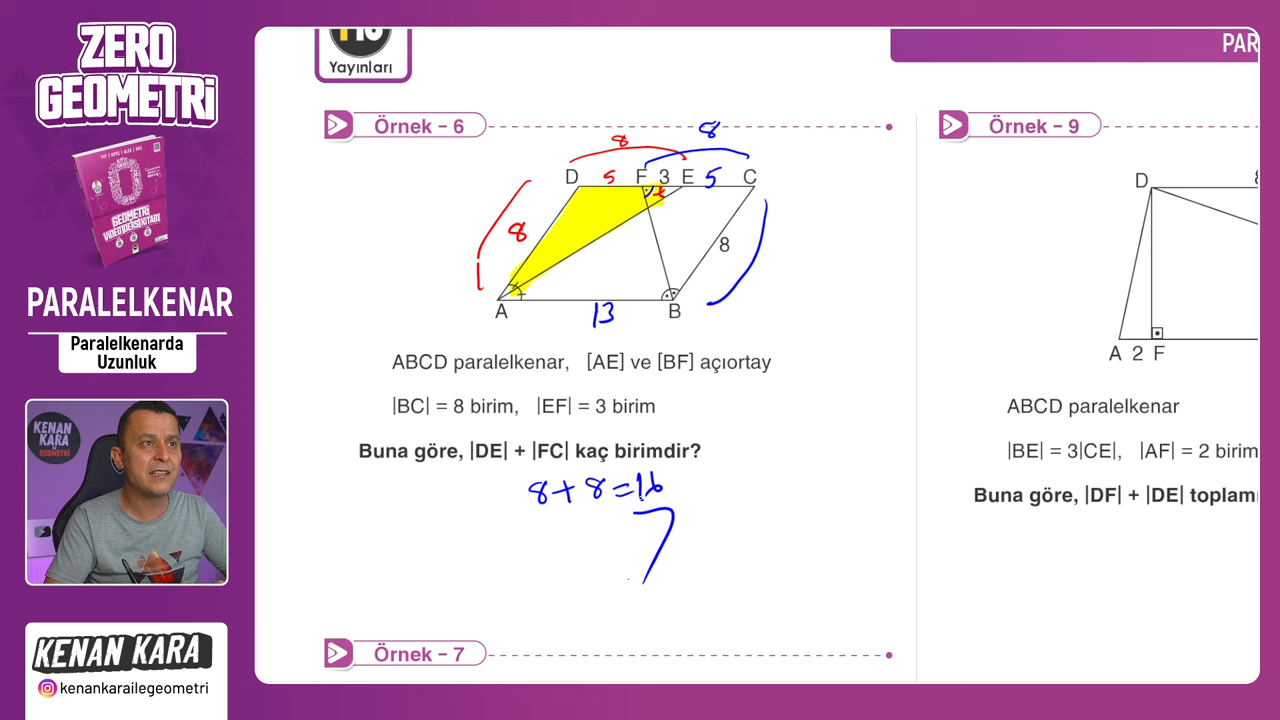 ZERO
GEOMETRİ
0
GEOMETRİ
VİDEO DERS KİTABI
PARALELKENAR
Paralelkenarda
Uzunluk
KENAN
KARA
GEOMETRİ
KENAN KARA
kenankarailegeometri
Yayınları
PAR
Örnek – 6
8
8
D 5 F 3 E 5 C
x
8
8
A
13
B
ABCD paralelkenar, [AE] ve [BF] açıortay
|BC| = 8 birim, |EF| = 3 birim
Buna göre, |DE| + |FC| kaç birimdir?
8 + 8 = 16
Örnek – 7
Örnek – 9
D
8
A 2 F
ABCD paralelkenar
|BE| = 3|CE|, |AF| = 2 birim
Buna göre, |DF| + |DE| toplamı